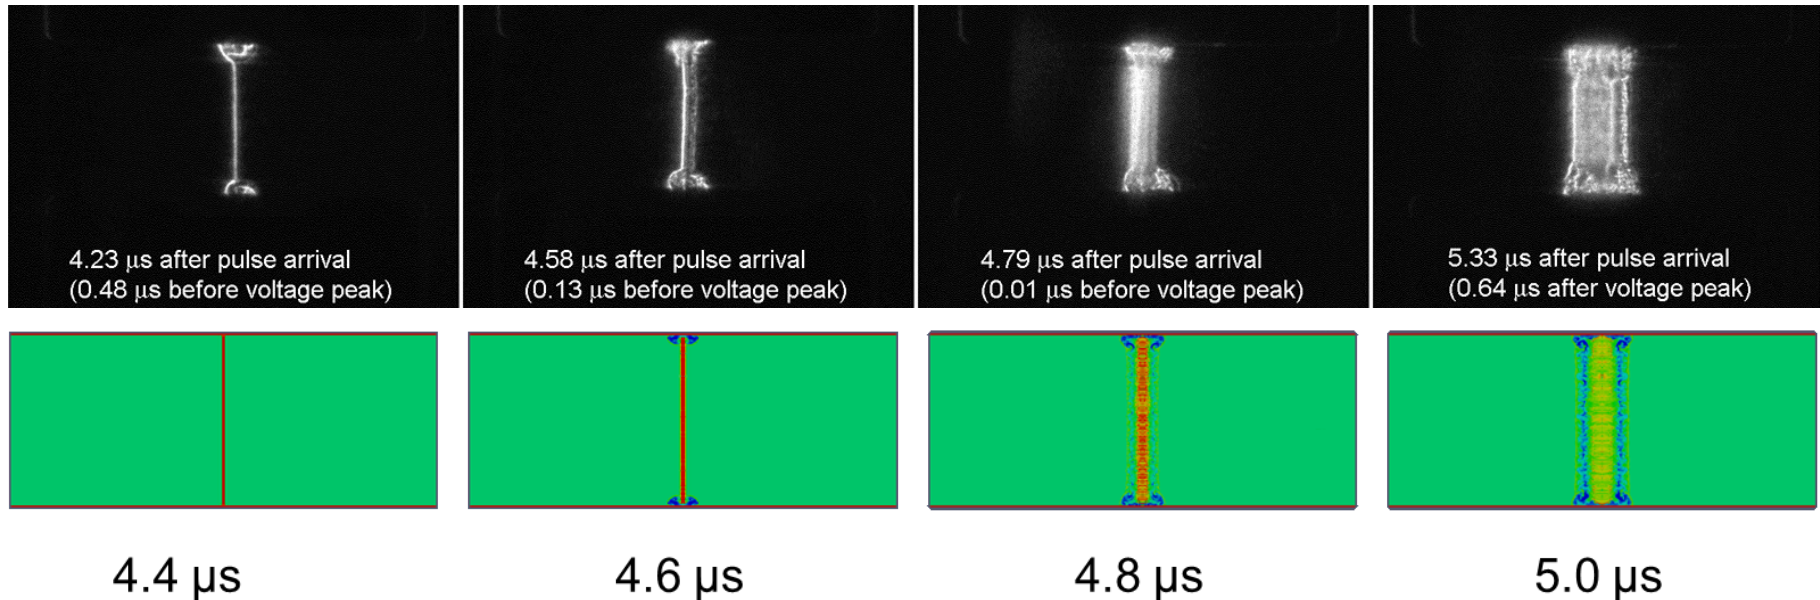 4.23 μs after pulse arrival
(0.48 μs before voltage peak)
4.58 μs after pulse arrival
(0.13 μs before voltage peak)
4.79 μs after pulse arrival
(0.01 μs before voltage peak)
5.33 μs after pulse arrival
(0.64 μs after voltage peak)
4.4 μs
4.6 μs
4.8 μs
5.0 μs